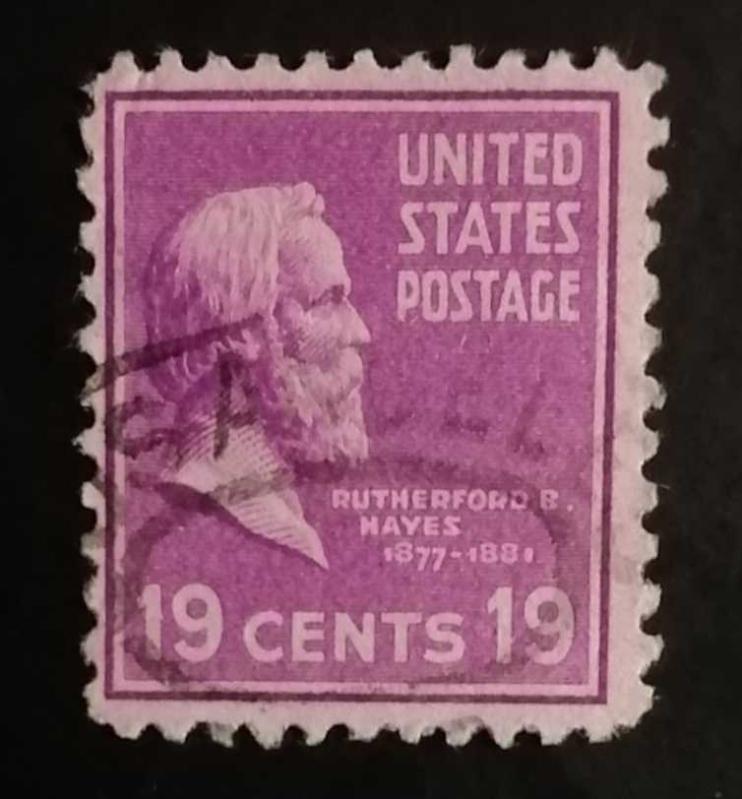 UNITED
STATES
POSTAGE
RUTHERFORD B.
HAYES
1877-1881
19 CENTS 19